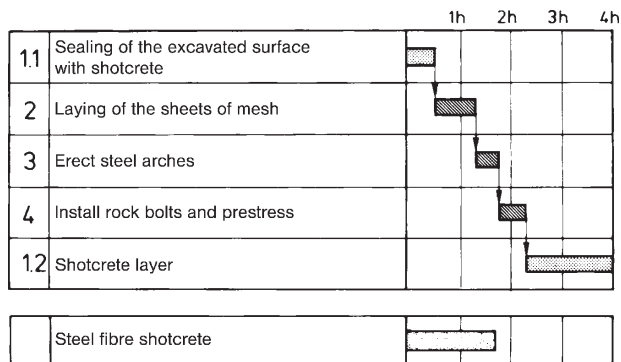 1h 2h 3h 4h
1.1 Sealing of the excavated surface
with shotcrete
2 Laying of the sheets of mesh
3 Erect steel arches
4 Install rock bolts and prestress
1.2 Shotcrete layer
Steel fibre shotcrete